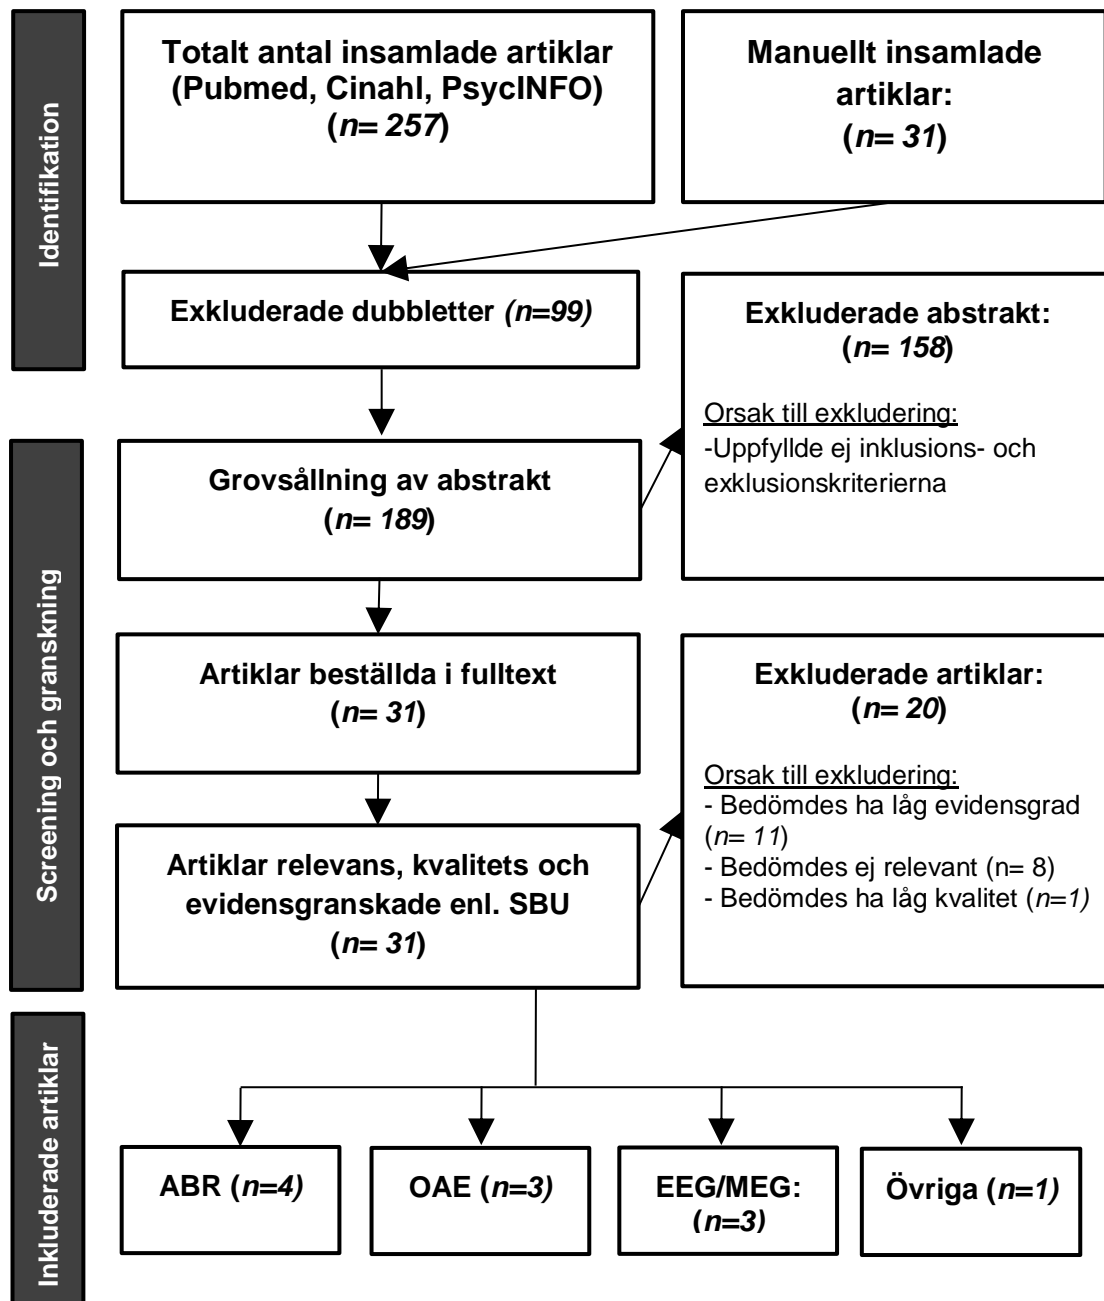 Identifikation
Totalt antal insamlade artiklar
(Pubmed, Cinahl, PsycINFO)
(n= 257)
Manuellt insamlade
artiklar:
(n= 31)
Exkluderade dubbletter (n=99)
Exkluderade abstrakt:
(n= 158)
Orsak till exkludering:
-Uppfyllde ej inklusions- och
exklusionskriterierna
Screening och granskning
Grovsållning av abstrakt
(n= 189)
Artiklar beställda i fulltext
(n= 31)
Exkluderade artiklar:
(n= 20)
Orsak till exkludering:
- Bedömdes ha låg evidensgrad
(n= 11)
- Bedömdes ej relevant (n= 8)
- Bedömdes ha låg kvalitet (n=1)
Artiklar relevans, kvalitets och
evidensgranskade enl. SBU
(n= 31)
Inkluderade artiklar
ABR (n=4)
OAE (n=3)
EEG/MEG:
(n=3)
Övriga (n=1)